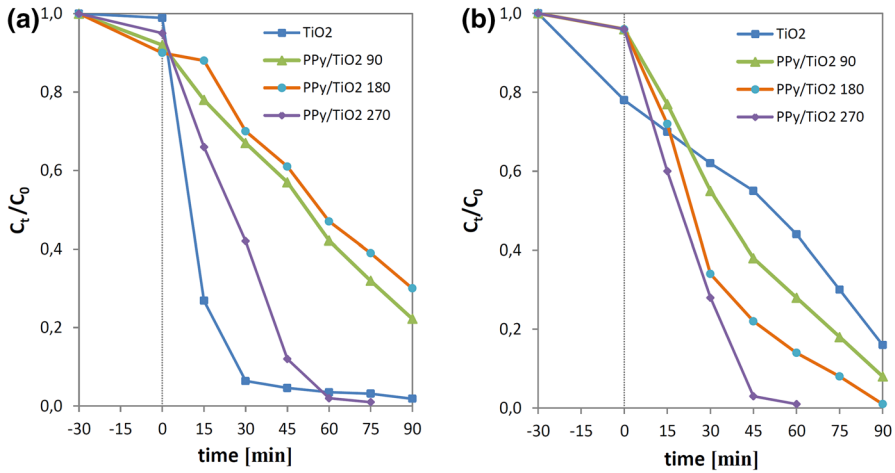 (a)
1,0
0,8
0,6
0,4
0,2
0,0
Ct/C0
-30 -15 0 15 30 45 60 75 90
time [min]
TiO2
PPy/TiO2 90
PPy/TiO2 180
PPy/TiO2 270
(b)
1,0
0,8
0,6
0,4
0,2
0,0
Ct/C0
-30 -15 0 15 30 45 60 75 90
time [min]
TiO2
PPy/TiO2 90
PPy/TiO2 180
PPy/TiO2 270